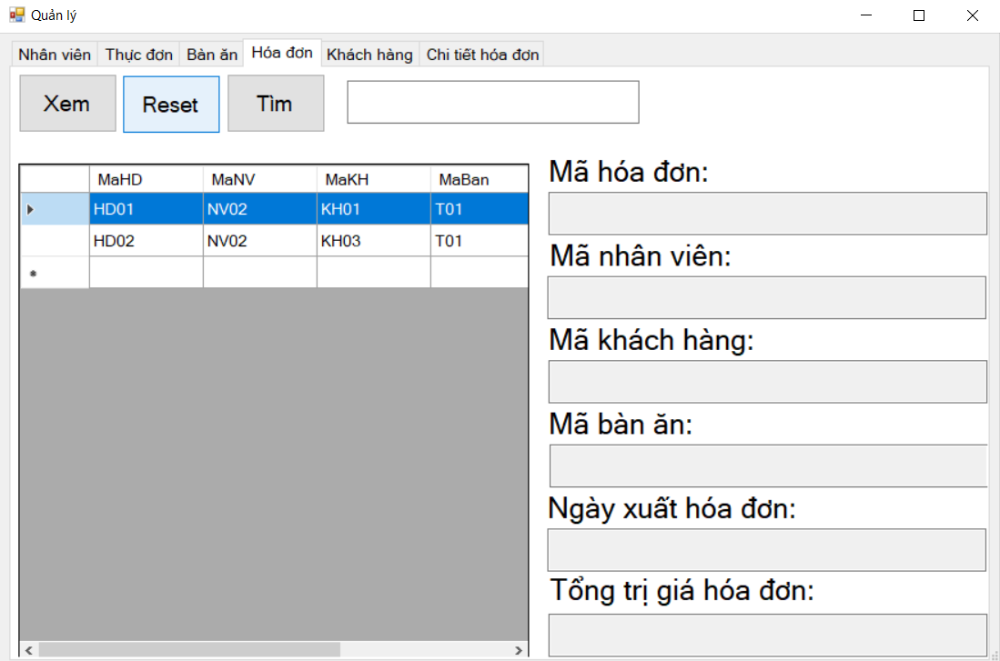 Quản lý
Nhân viên Thực đơn Bàn ăn Hóa đơn Khách hàng Chi tiết hóa đơn
Xem Reset Tìm
MaHD MaNV MaKH MaBan
HD01 NV02 KH01 T01
HD02 NV02 KH03 T01
Mã hóa đơn:
Mã nhân viên:
Mã khách hàng:
Mã bàn ăn:
Ngày xuất hóa đơn:
Tổng trị giá hóa đơn: